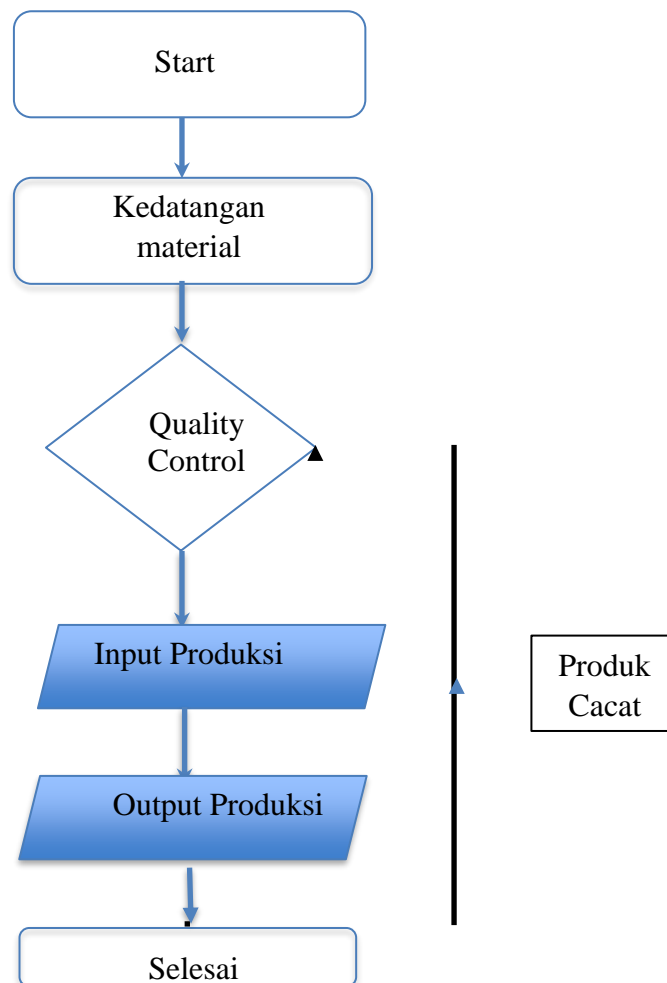 Start
Kedatangan
material
Quality
Control
Input Produksi
Produk
Cacat
Output Produksi
Selesai